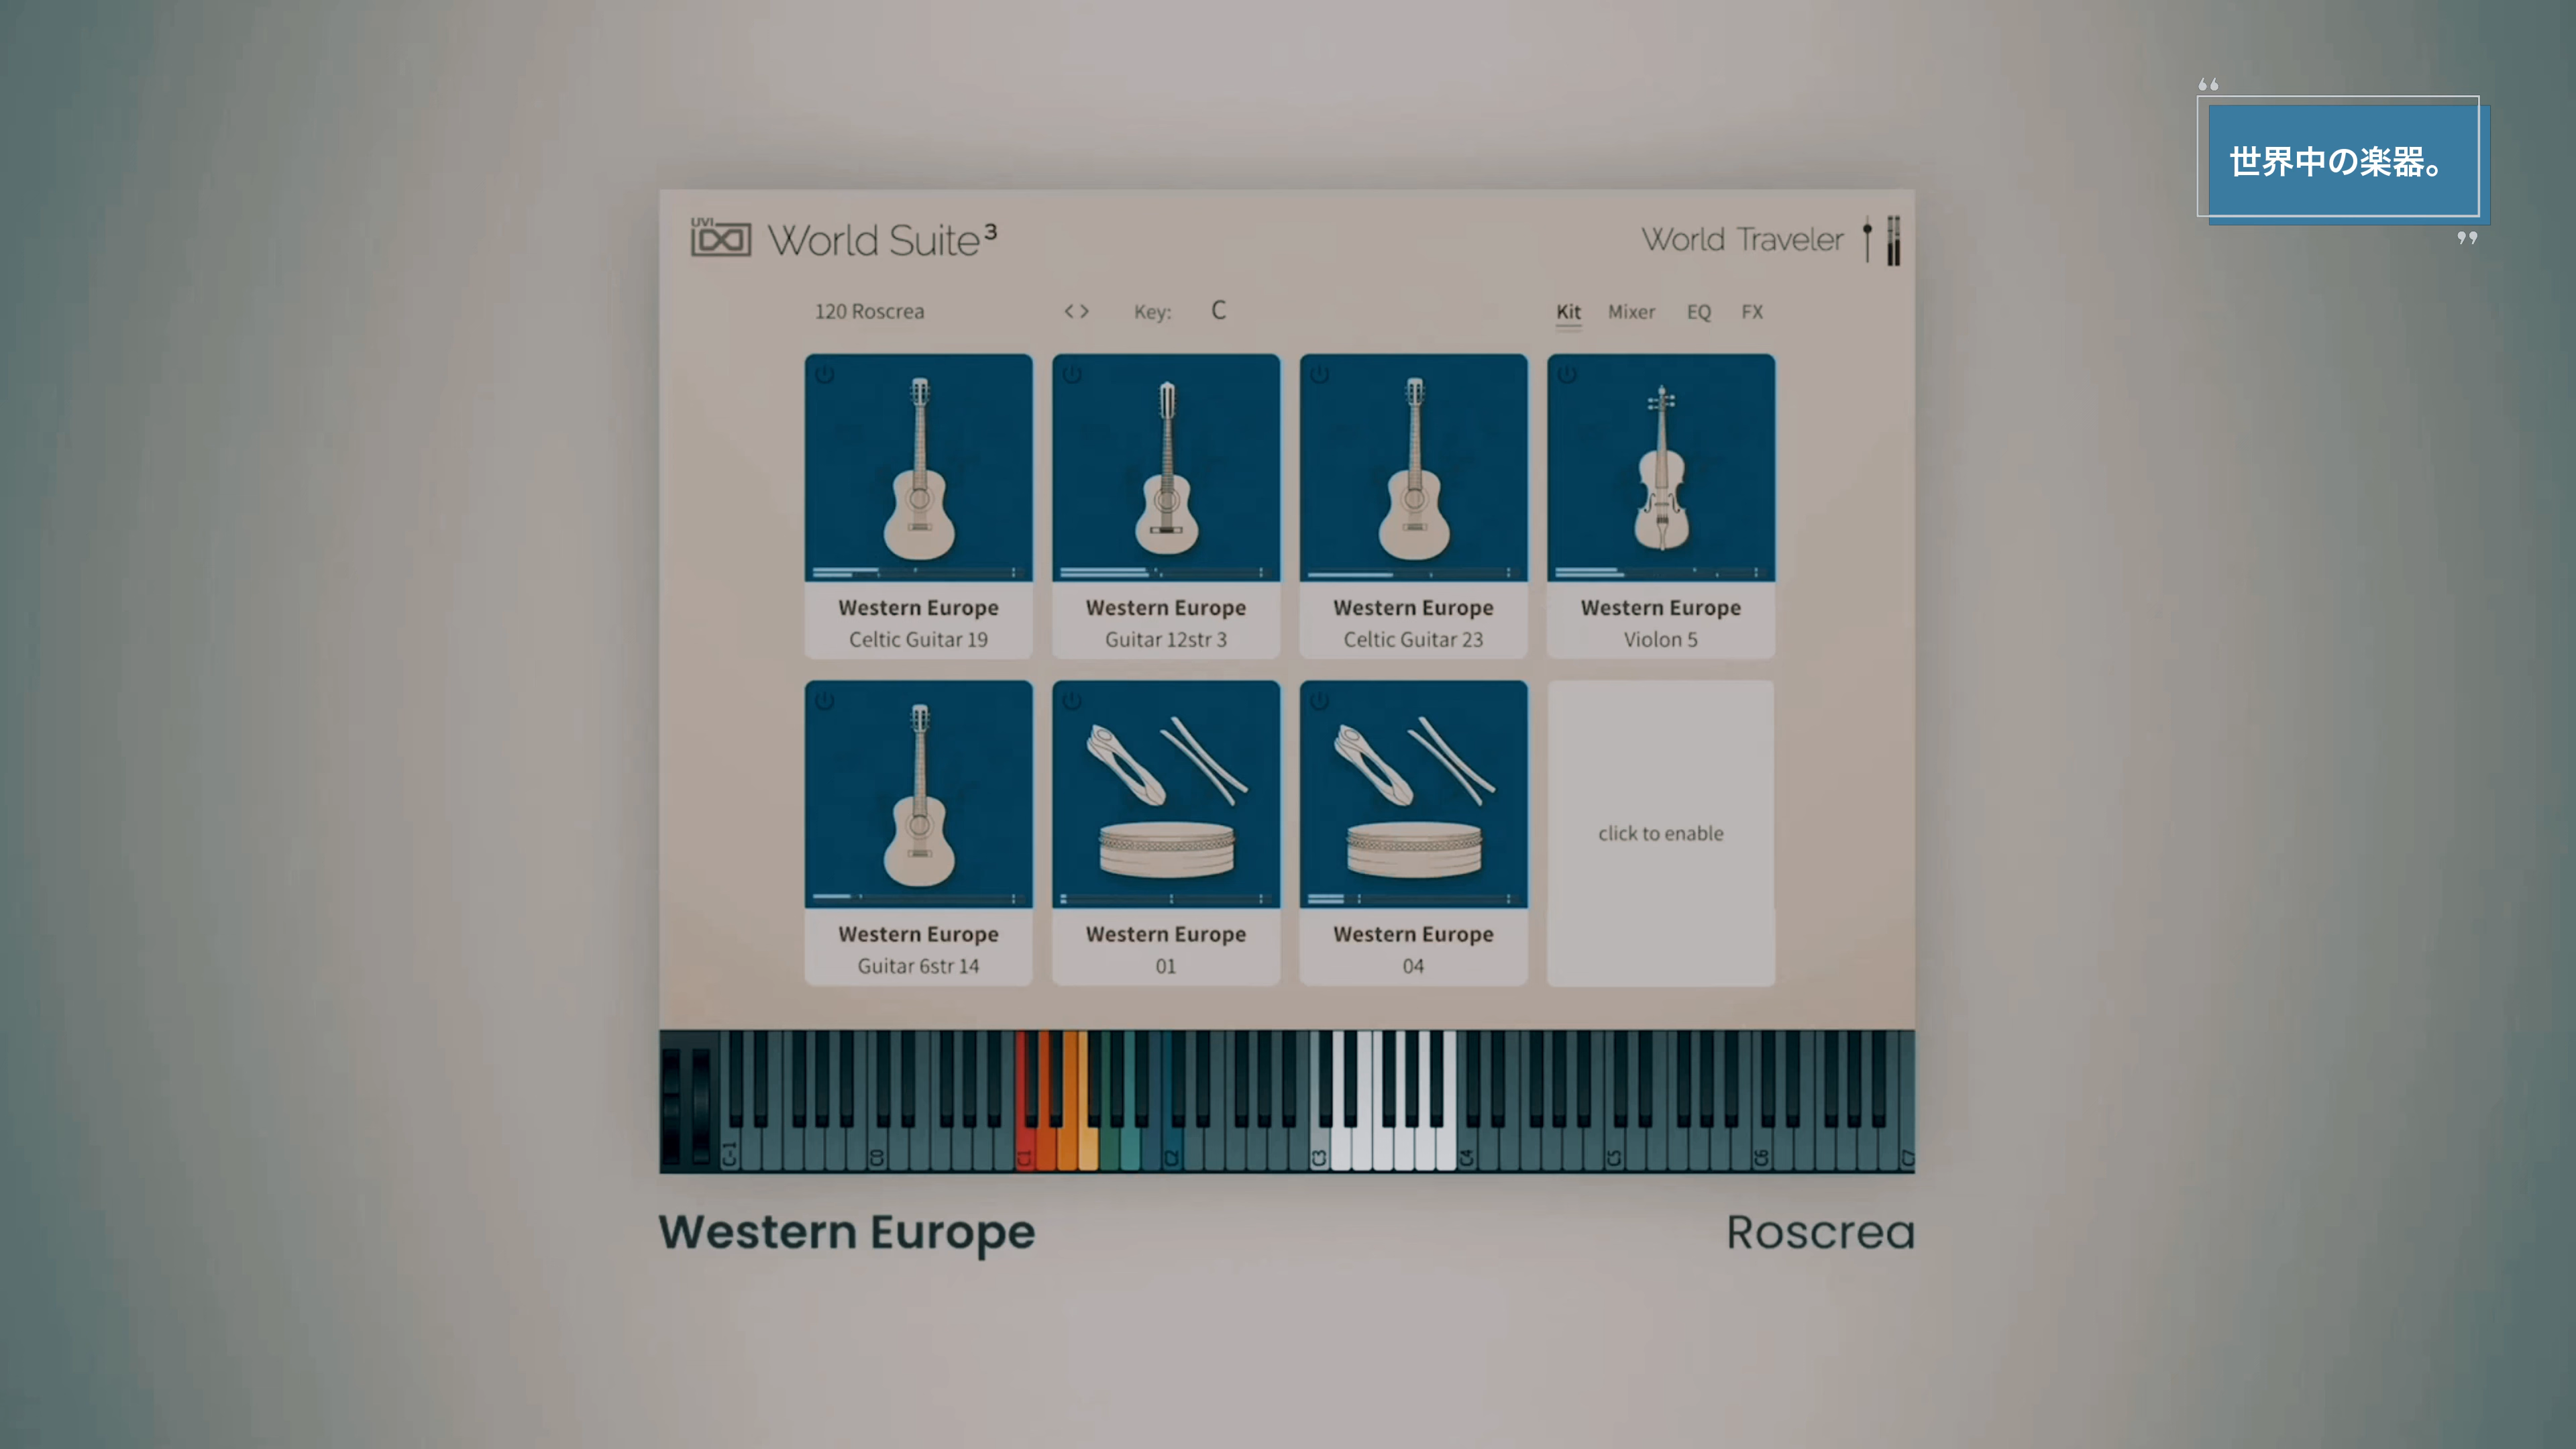 世界中の楽器。
UVI World Suite³
World Traveler
120 Roscrea
< > Key: C
Kit Mixer EQ FX
Western Europe
Celtic Guitar 19
Western Europe
Guitar 12str 3
Western Europe
Celtic Guitar 23
Western Europe
Violon 5
Western Europe
Guitar 6str 14
Western Europe
01
Western Europe
04
click to enable
C-1 C0 C1 C2 C3 C4 C5 C6 C7
Western Europe
Roscrea